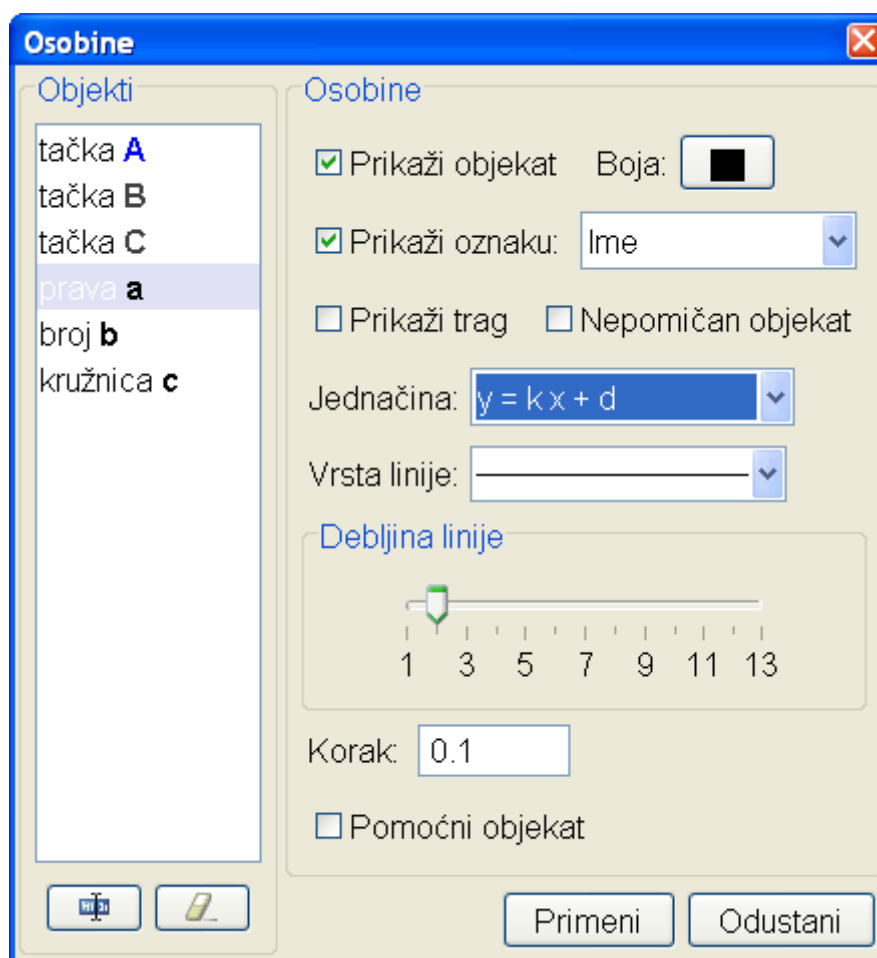 Osobine
Objekti
tačka A
tačka B
tačka C
prava a
broj b
kružnica c
Osobine
Prikaži objekat Boja:
Prikaži oznaku: Ime
Prikaži trag Nepomičan objekat
Jednačina: y = k x + d
Vrsta linije:
Debljina linije
1 3 5 7 9 11 13
Korak: 0.1
Pomoćni objekat
Primeni Odustani